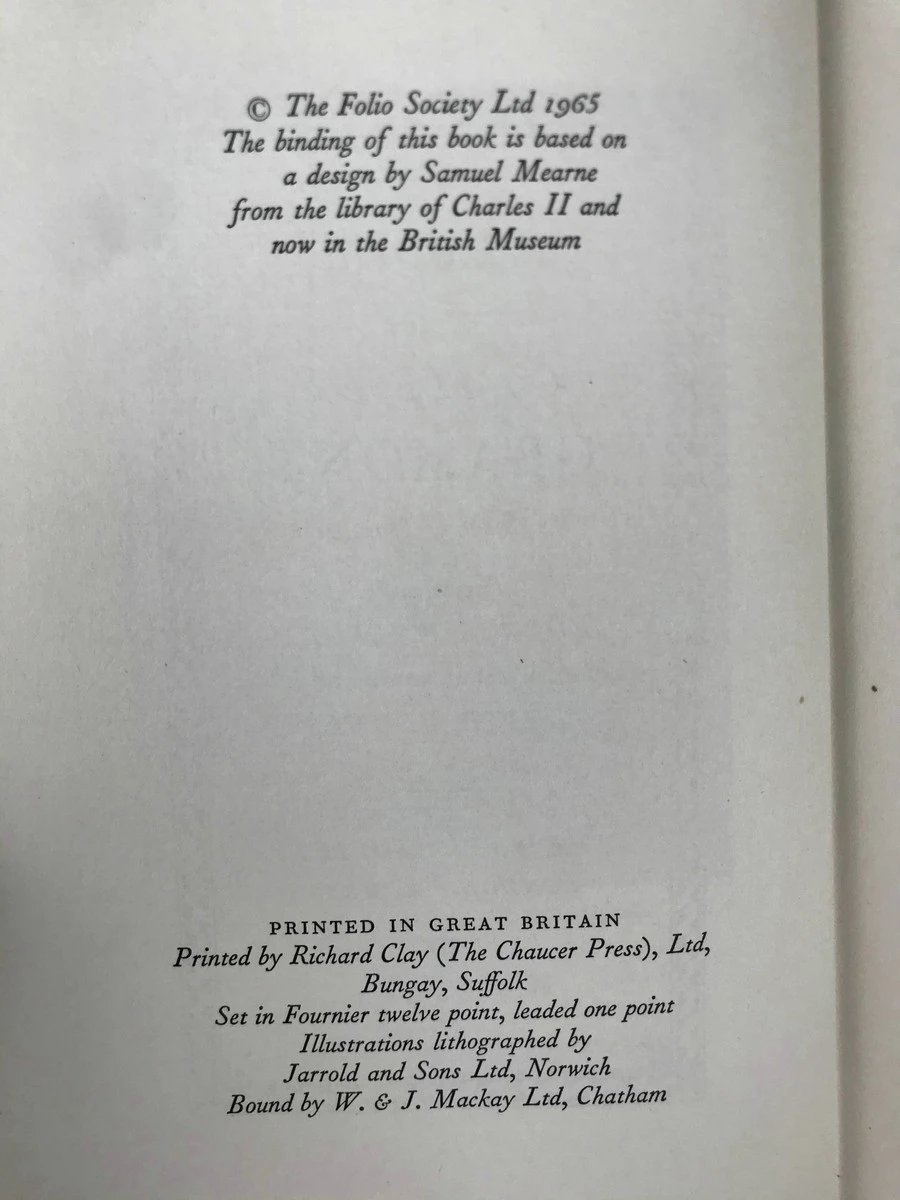 © The Folio Society Ltd 1965
The binding of this book is based on
a design by Samuel Mearne
from the library of Charles II and
now in the British Museum
PRINTED IN GREAT BRITAIN
Printed by Richard Clay (The Chaucer Press), Ltd,
Bungay, Suffolk
Set in Fournier twelve point, leaded one point
Illustrations lithographed by
Jarrold and Sons Ltd, Norwich
Bound by W. & J. Mackay Ltd, Chatham